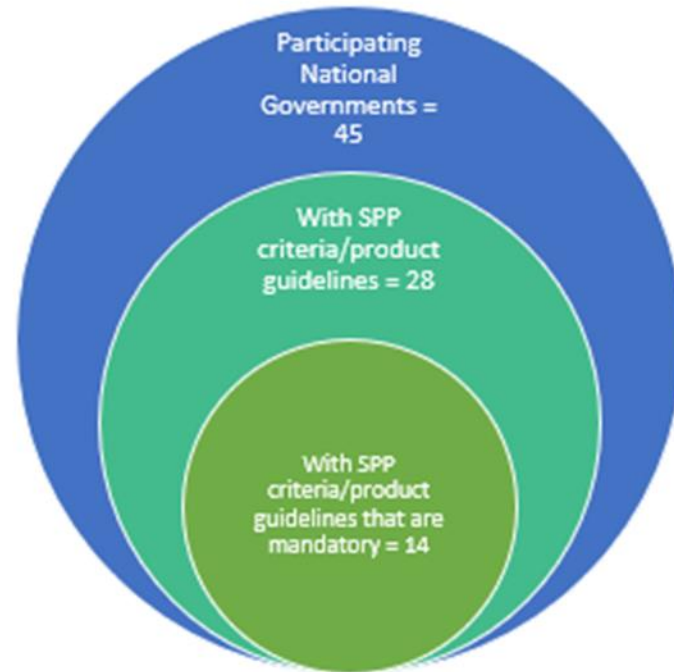 Participating
National
Governments =
45
With SPP
criteria/product
guidelines = 28
With SPP
criteria/product
guidelines that are
mandatory = 14